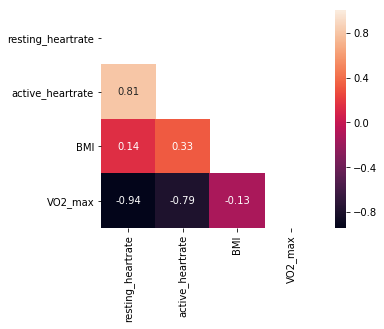 resting_heartrate
active_heartrate
BMI
VO2_max
0.81
0.14 0.33
-0.94 -0.79 -0.13
resting_heartrate
active_heartrate
BMI
VO2_max
0.8
0.4
0.0
−0.4
−0.8